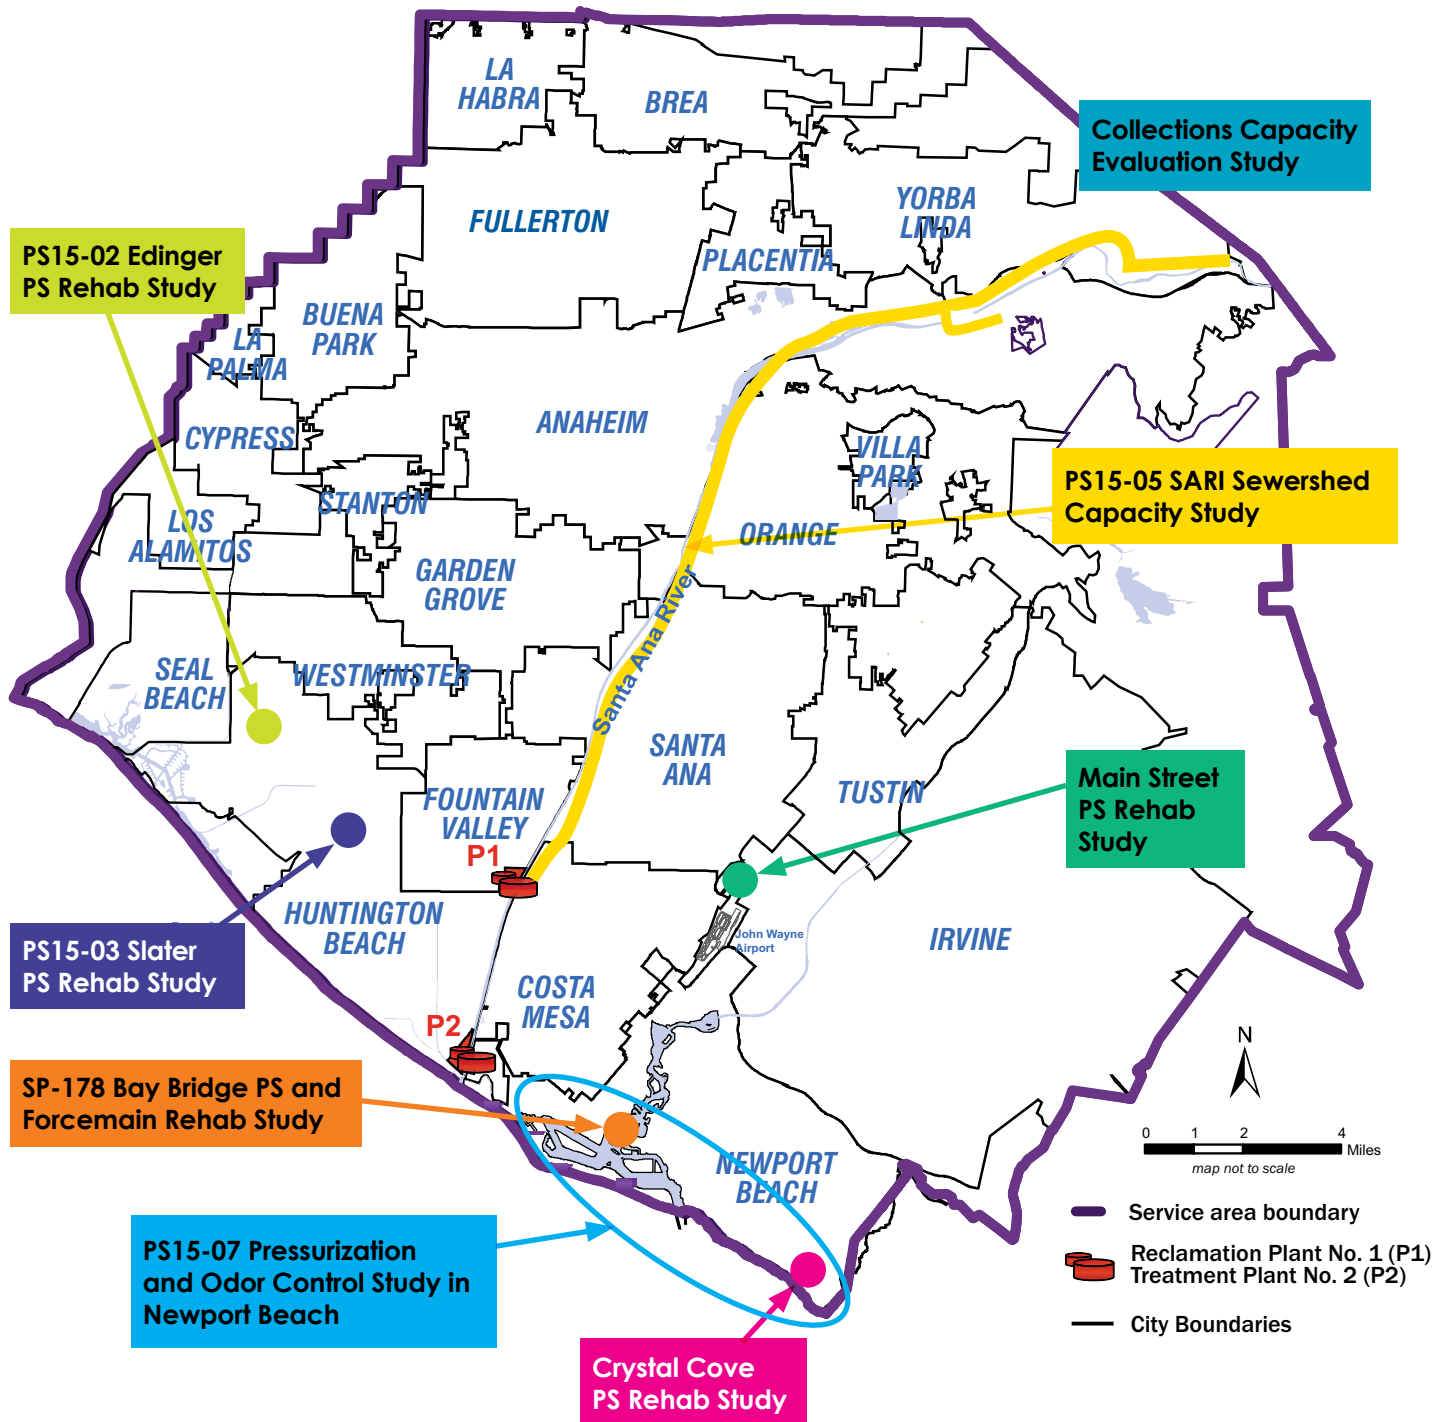 LA
HABRA
BREA
Collections Capacity
Evaluation Study
YORBA
LINDA
FULLERTON
PLACENTIA
PS15-02 Edinger
PS Rehab Study
BUENA
PARK
LA
PALMA
CYPRESS
ANAHEIM
VILLA
PARK
STANTON
PS15-05 SARI Sewershed
Capacity Study
LOS
ALAMITOS
ORANGE
GARDEN
GROVE
Santa Ana River
SEAL
BEACH
WESTMINSTER
SANTA
ANA
Main Street
PS Rehab
Study
TUSTIN
FOUNTAIN
VALLEY
P1
HUNTINGTON
BEACH
John Wayne
Airport
IRVINE
PS15-03 Slater
PS Rehab Study
COSTA
MESA
P2
N
SP-178 Bay Bridge PS and
Forcemain Rehab Study
0 1 2 4
Miles
map not to scale
NEWPORT
BEACH
Service area boundary
PS15-07 Pressurization
and Odor Control Study in
Newport Beach
Reclamation Plant No. 1 (P1)
Treatment Plant No. 2 (P2)
City Boundaries
Crystal Cove
PS Rehab Study